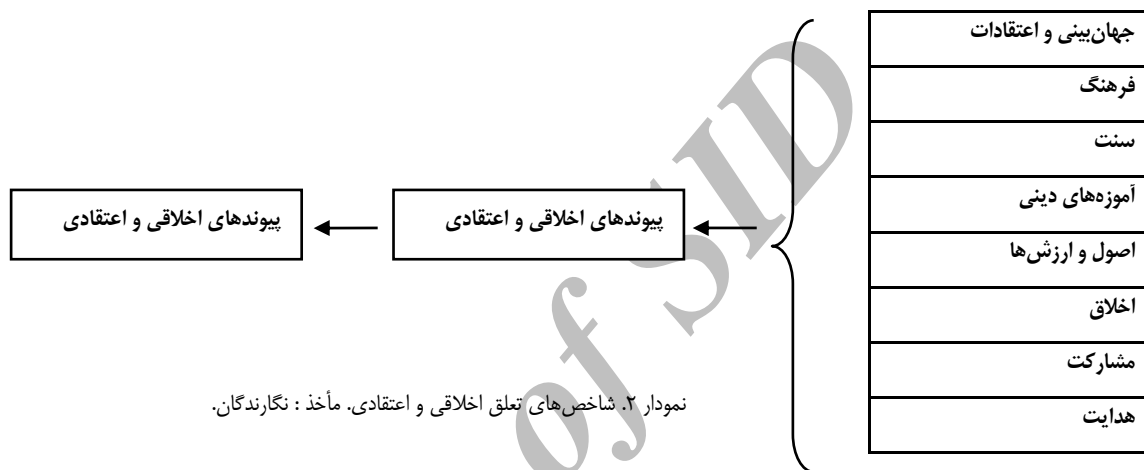 جهان‌بینی و اعتقادات
فرهنگ
سنت
آموزه‌های دینی
اصول و ارزش‌ها
اخلاق
مشارکت
هدایت
پیوندهای اخلاقی و اعتقادی
پیوندهای اخلاقی و اعتقادی
نمودار ۲. شاخص‌های تعلق اخلاقی و اعتقادی. مأخذ : نگارندگان.
of SID